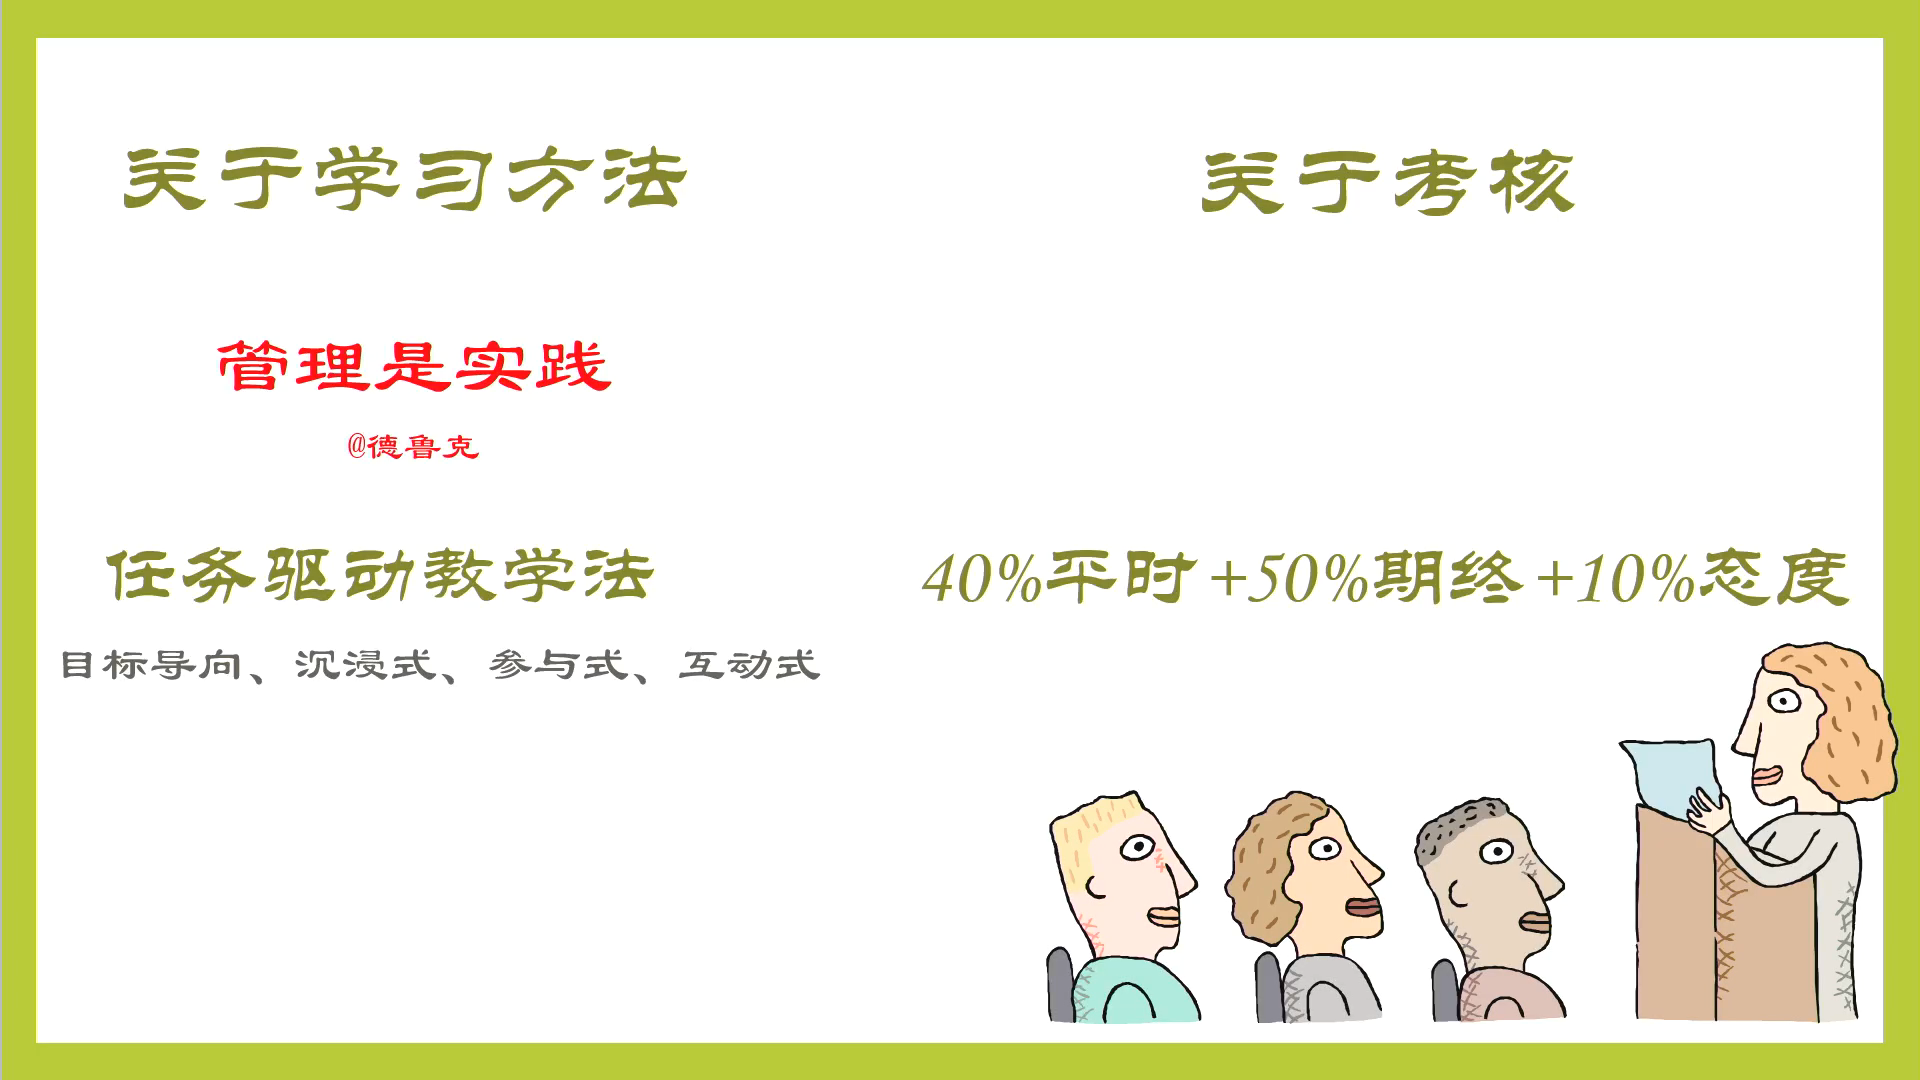 关于学习方法
管理是实践
@德鲁克
任务驱动教学法
目标导向、沉浸式、参与式、互动式
关于考核
40%平时+50%期终+10%态度